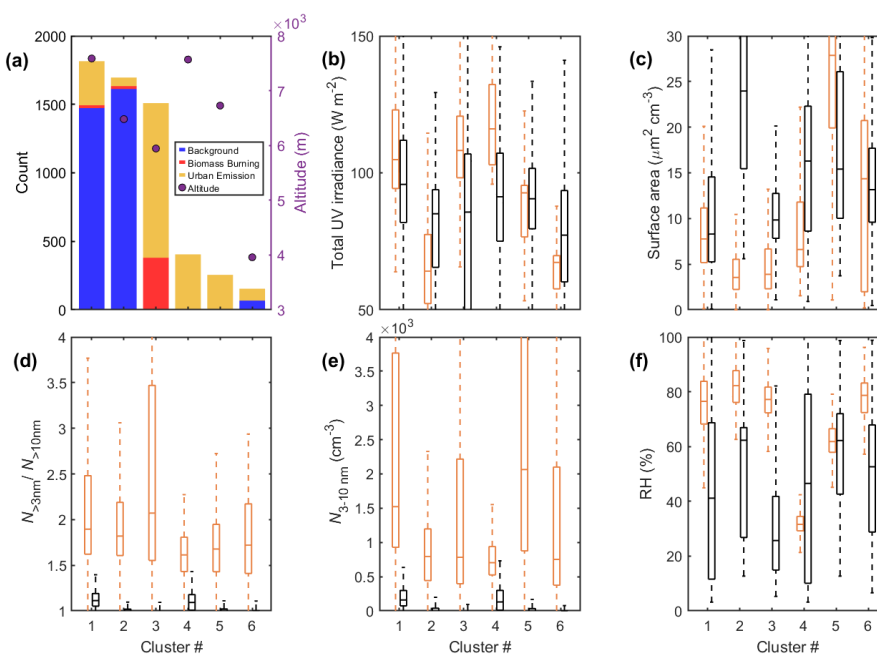 (a)
× 10³
2000
1500
1000
500
0
Count
8
7
6
5
4
3
Altitude (m)
Background
Biomass Burning
Urban Emission
Altitude
(b)
150
100
50
Total UV irradiance (W m⁻²)
(c)
30
25
20
15
10
5
0
Surface area (μm² cm⁻³)
(d)
4
3.5
3
2.5
2
1.5
1
N>3nm / N>10nm
1 2 3 4 5 6
Cluster #
(e)
× 10³
4
3.5
3
2.5
2
1.5
1
0.5
0
N3-10 nm (cm⁻³)
1 2 3 4 5 6
Cluster #
(f)
100
80
60
40
20
0
RH (%)
1 2 3 4 5 6
Cluster #